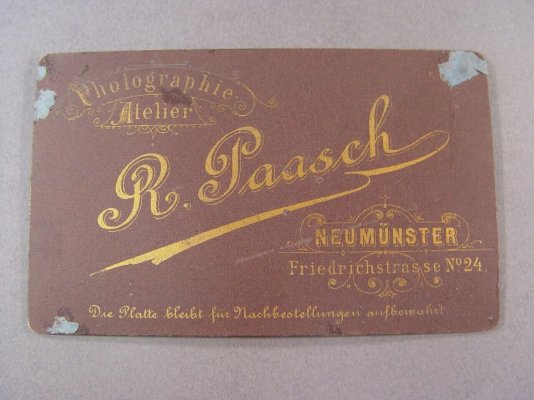 Photographie
Atelier
R. Paasch
NEUMÜNSTER
Friedrichstrasse No 24
Die Platte bleibt für Nachbestellungen aufbewahrt